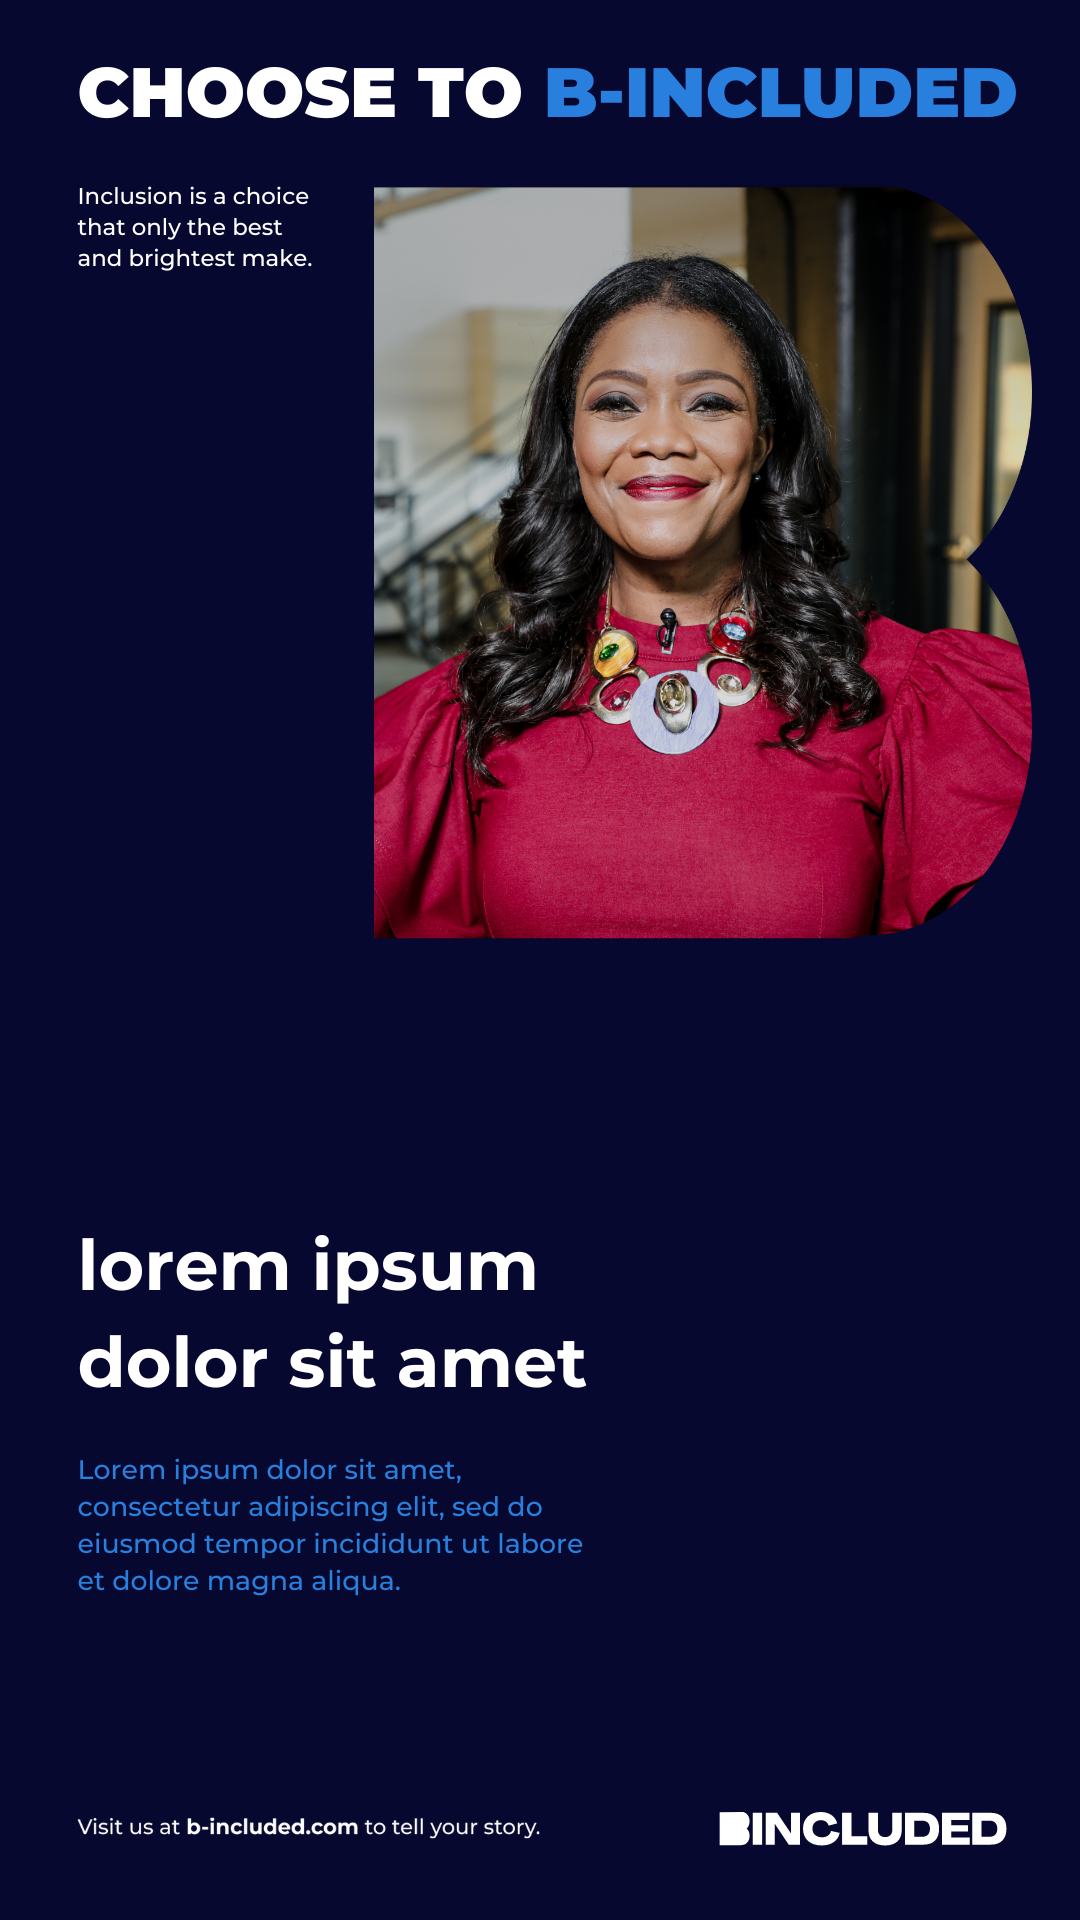 CHOOSE TO B-INCLUDED
Inclusion is a choice
that only the best
and brightest make.
lorem ipsum
dolor sit amet
Lorem ipsum dolor sit amet,
consectetur adipiscing elit, sed do
eiusmod tempor incididunt ut labore
et dolore magna aliqua.
Visit us at b-included.com to tell your story.
BINCLUDED